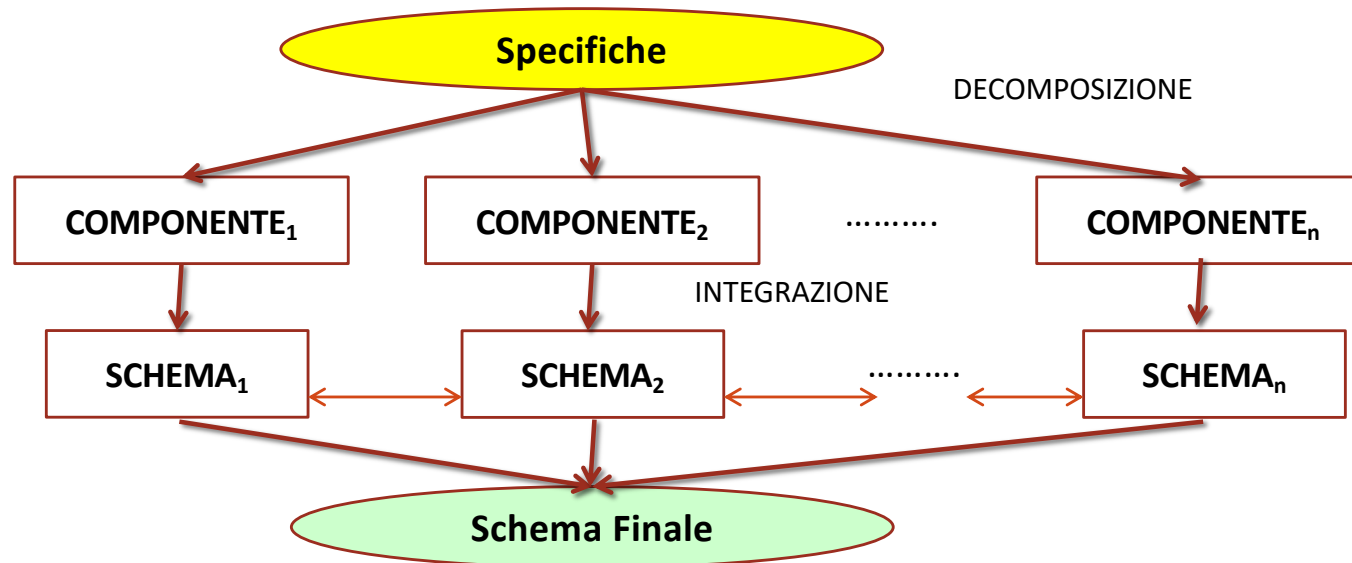 Specifiche
DECOMPOSIZIONE
COMPONENTE₁
COMPONENTE₂
……….
COMPONENTEₙ
INTEGRAZIONE
SCHEMA₁
SCHEMA₂
……….
SCHEMAₙ
Schema Finale